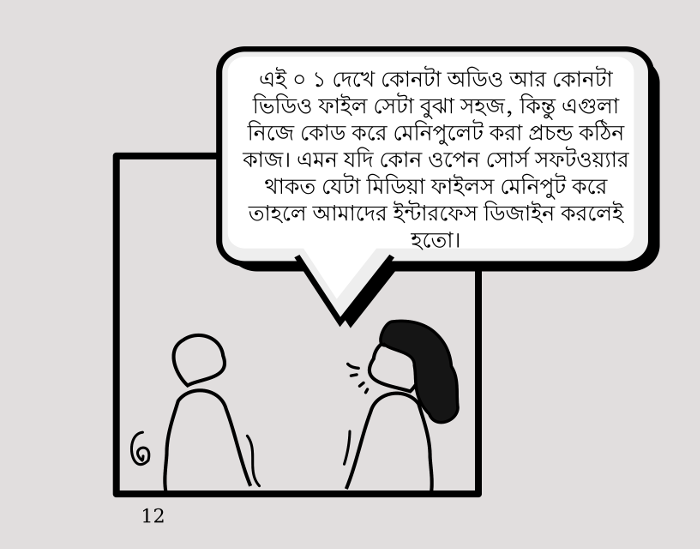 এই ০ ১ দেখে কোনটা অডিও আর কোনটা
ভিডিও ফাইল সেটা বুঝা সহজ, কিন্তু এগুলা
নিজে কোড করে মেনিপুলেট করা প্রচন্ড কঠিন
কাজ। এমন যদি কোন ওপেন সোর্স সফটওয়্যার
থাকত যেটা মিডিয়া ফাইলস মেনিপুট করে
তাহলে আমাদের ইন্টারফেস ডিজাইন করলেই
হতো।
12